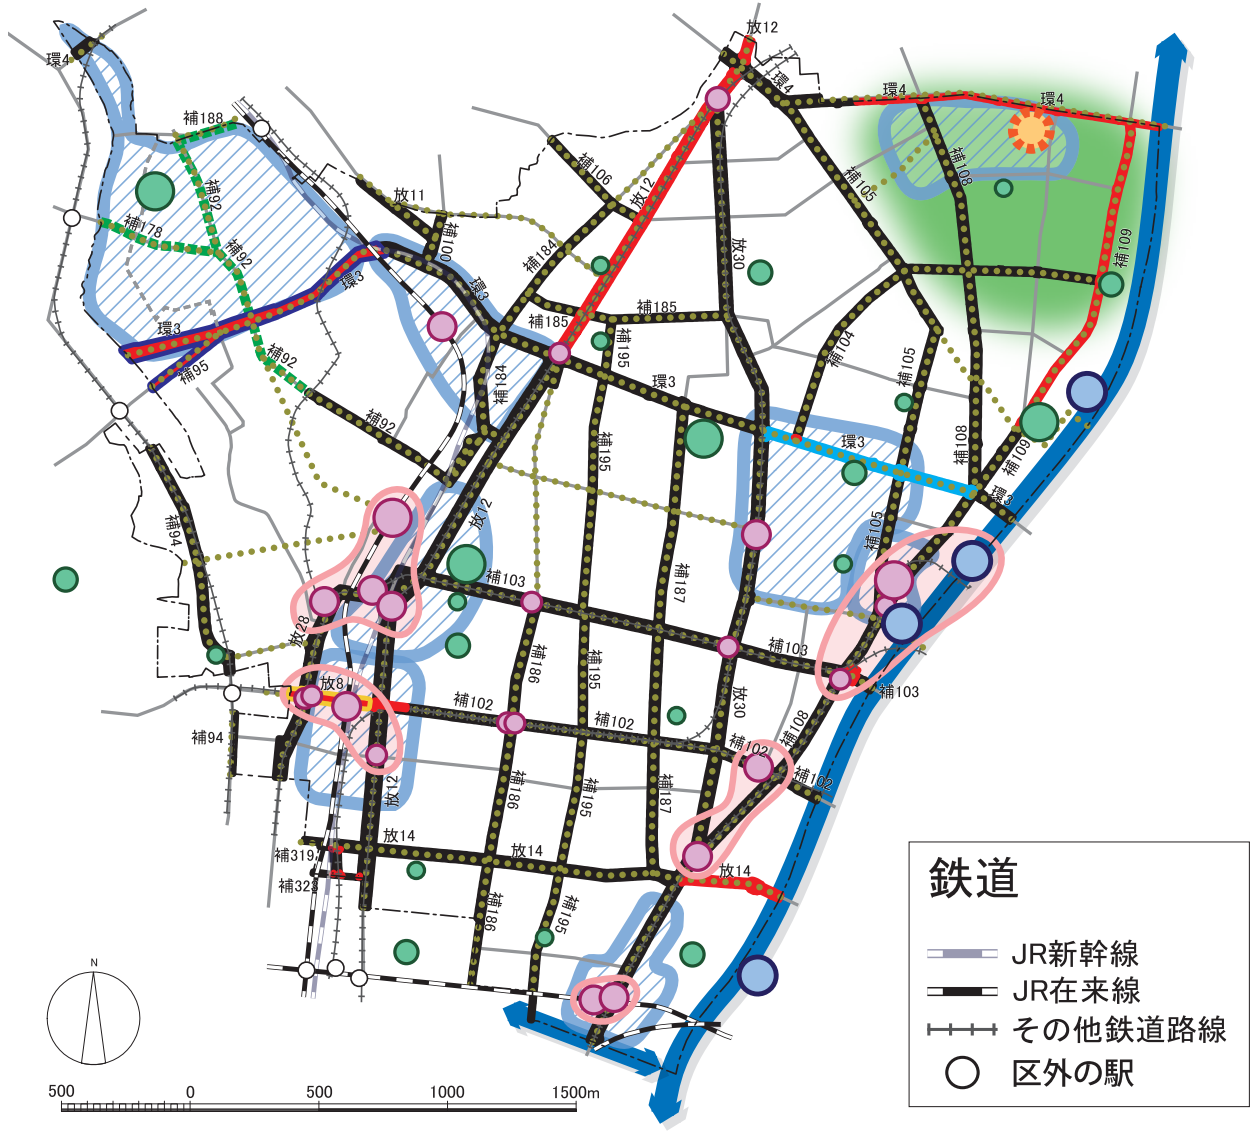 放12
環4
環4
環4
環4
補188
補106
補108
補105
補92
放11
放12
補178
補100
補184
放30
補109
補92
環3
環3
補185
環3
補185
補195
補104
補105
環3
補92
補95
補184
環3
補92
補195
環3
補108
補109
環3
放12
補94
補105
補103
補187
放28
補186
補195
補103
放8
補103
補102
補102
放30
補108
補94
補102
補102
放12
補186
補195
補187
放14
放14
補319
補323
放14
補186
補195
鉄道
JR新幹線
JR在来線
その他鉄道路線
区外の駅
N
500 0 500 1000 1500m